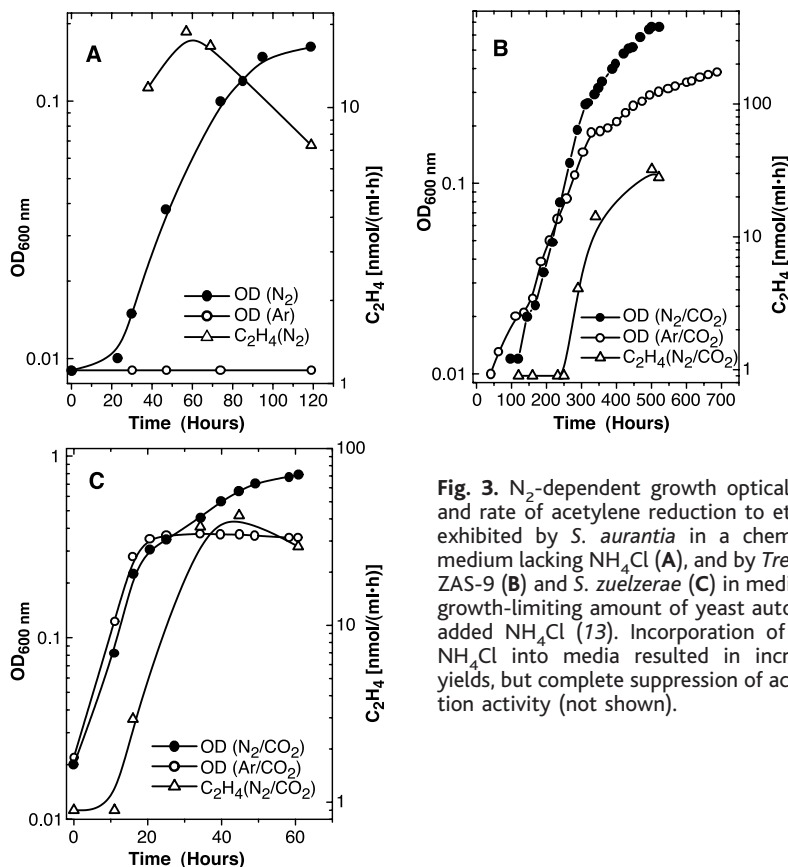 A
0.1
0.01
OD600 nm
10
1
C2H4 [nmol/(ml·h)]
OD (N2)
OD (Ar)
C2H4(N2)
0 20 40 60 80 100 120
Time (Hours)
B
0.1
0.01
OD600 nm
100
10
1
C2H4 [nmol/(ml·h)]
OD (N2/CO2)
OD (Ar/CO2)
C2H4(N2/CO2)
0 100 200 300 400 500 600 700
Time (Hours)
C
1
0.1
0.01
OD600 nm
100
10
1
C2H4 [nmol/(ml·h)]
OD (N2/CO2)
OD (Ar/CO2)
C2H4(N2/CO2)
0 20 40 60
Time (Hours)
Fig. 3. N2-dependent growth optical
and rate of acetylene reduction to et
exhibited by S. aurantia in a chem
medium lacking NH4Cl (A), and by Tre
ZAS-9 (B) and S. zuelzerae (C) in medi
growth-limiting amount of yeast auto
added NH4Cl (13). Incorporation of
NH4Cl into media resulted in incr
yields, but complete suppression of ac
tion activity (not shown).